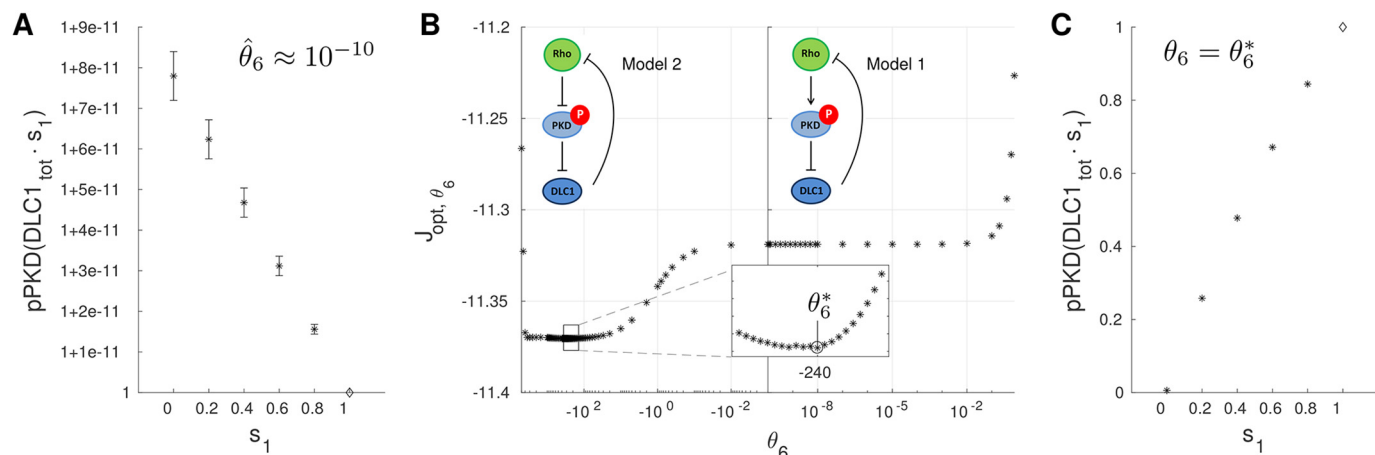 A
pPKD(DLC1tot · s1)
1+9e-11
1+8e-11
1+7e-11
1+6e-11
1+5e-11
1+4e-11
1+3e-11
1+2e-11
1+1e-11
1
θ̂6 ≈ 10^-10
0 0.2 0.4 0.6 0.8 1
s1
B
Jopt, θ6
-11.2
-11.25
-11.3
-11.35
-11.4
Rho
Model 2
P
PKD
DLC1
Rho
Model 1
P
PKD
DLC1
θ6*
-240
-10^2 -10^0 -10^-2 10^-8 10^-5 10^-2
θ6
C
pPKD(DLC1tot · s1)
1
0.8
0.6
0.4
0.2
0
θ6 = θ6*
0 0.2 0.4 0.6 0.8 1
s1